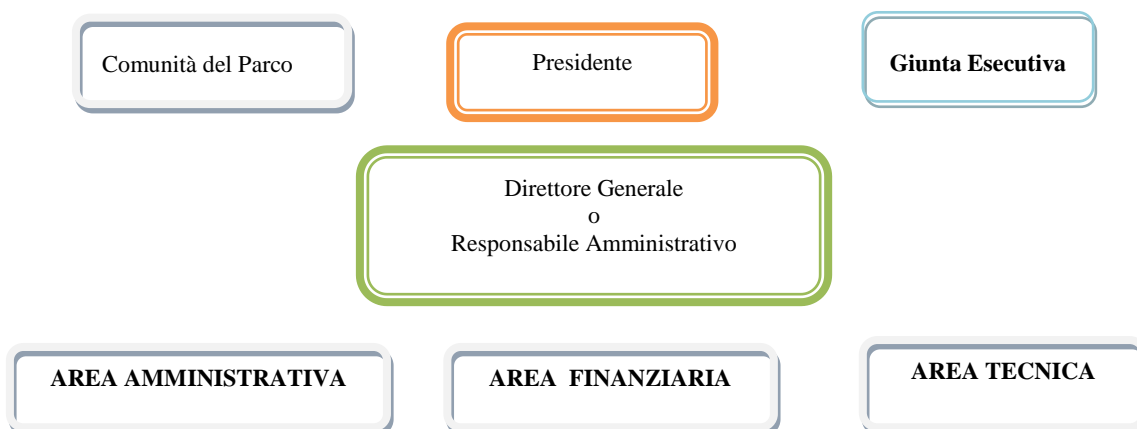 Comunità del Parco
Presidente
Giunta Esecutiva
Direttore Generale
o
Responsabile Amministrativo
AREA AMMINISTRATIVA
AREA FINANZIARIA
AREA TECNICA